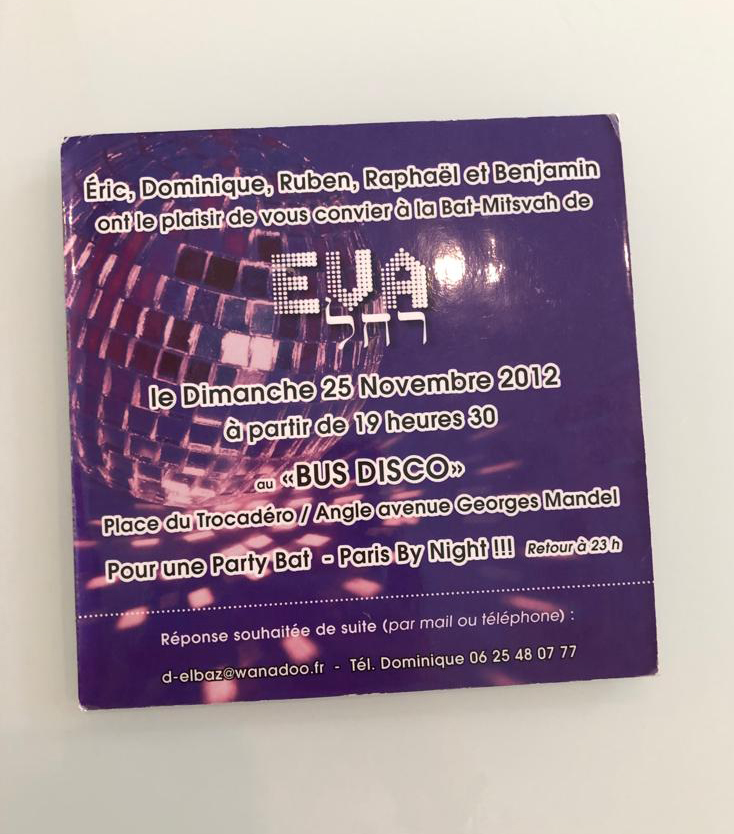 Éric, Dominique, Ruben, Raphaël et Benjamin
ont le plaisir de vous convier à la Bat-Mitsvah de
EVA
רחל
le Dimanche 25 Novembre 2012
à partir de 19 heures 30
au «BUS DISCO»
Place du Trocadéro / Angle avenue Georges Mandel
Pour une Party Bat - Paris By Night !!! Retour à 23 h
Réponse souhaitée de suite (par mail ou téléphone) :
d-elbaz@wanadoo.fr - Tél. Dominique 06 25 48 07 77